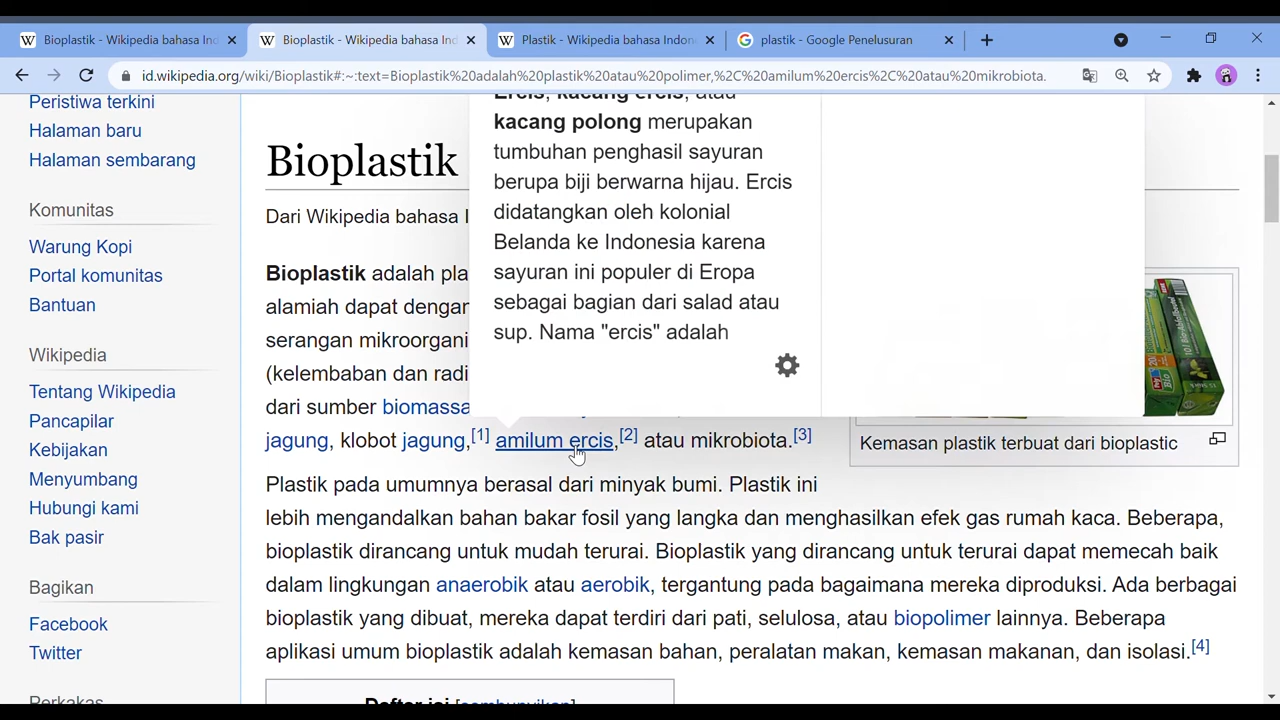 Bioplastik - Wikipedia bahasa Ind
Bioplastik - Wikipedia bahasa Ind
Plastik - Wikipedia bahasa Indon
plastik - Google Penelusuran
id.wikipedia.org/wiki/Bioplastik#:~:text=Bioplastik%20adalah%20plastik%20atau%20polimer,%2C%20amilum%20ercis%2C%20atau%20mikrobiota.
Peristiwa terkini
Halaman baru
Halaman sembarang
Komunitas
Warung Kopi
Portal komunitas
Bantuan
Wikipedia
Tentang Wikipedia
Pancapilar
Kebijakan
Menyumbang
Hubungi kami
Bak pasir
Bagikan
Facebook
Twitter
Perkakas
Bioplastik
Dari Wikipedia bahasa I
Bioplastik adalah pla
alamiah dapat dengan
serangan mikroorgani
(kelembaban dan radi
dari sumber biomassa
jagung, klobot jagung,[1] amilum ercis,[2] atau mikrobiota.[3]
Ercis, kacang ercis, atau
kacang polong merupakan
tumbuhan penghasil sayuran
berupa biji berwarna hijau. Ercis
didatangkan oleh kolonial
Belanda ke Indonesia karena
sayuran ini populer di Eropa
sebagai bagian dari salad atau
sup. Nama "ercis" adalah
Kemasan plastik terbuat dari bioplastic
Plastik pada umumnya berasal dari minyak bumi. Plastik ini
lebih mengandalkan bahan bakar fosil yang langka dan menghasilkan efek gas rumah kaca. Beberapa,
bioplastik dirancang untuk mudah terurai. Bioplastik yang dirancang untuk terurai dapat memecah baik
dalam lingkungan anaerobik atau aerobik, tergantung pada bagaimana mereka diproduksi. Ada berbagai
bioplastik yang dibuat, mereka dapat terdiri dari pati, selulosa, atau biopolimer lainnya. Beberapa
aplikasi umum bioplastik adalah kemasan bahan, peralatan makan, kemasan makanan, dan isolasi.[4]
Daftar isi [sembunyikan]